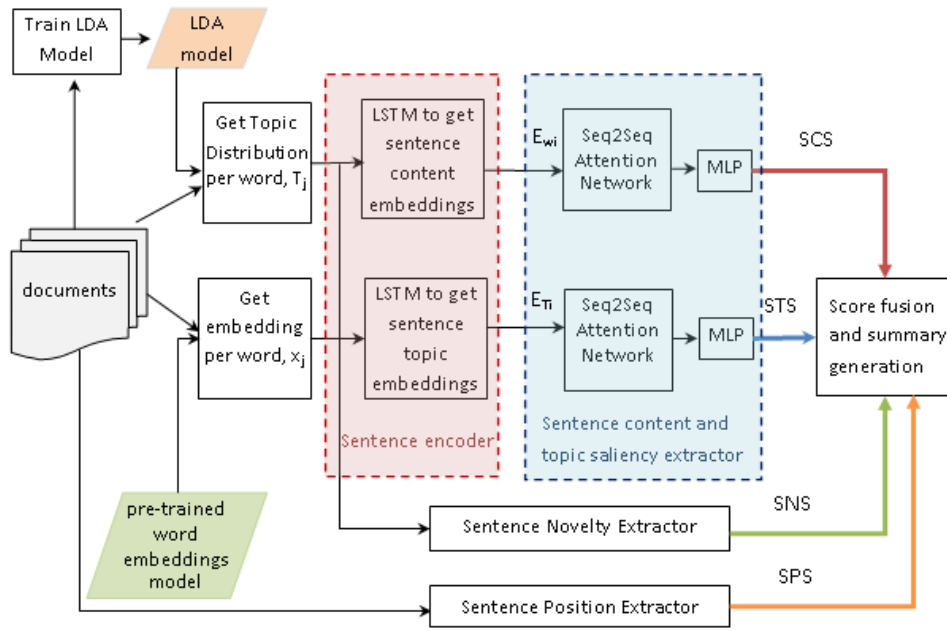 Train LDA
Model
LDA
model
Get Topic
Distribution
per word, Tj
LSTM to get
sentence
content
embeddings
Ewi
Seq2Seq
Attention
Network
MLP
SCS
documents
Get
embedding
per word, xj
LSTM to get
sentence
topic
embeddings
ETi
Seq2Seq
Attention
Network
MLP
STS
Score fusion
and summary
generation
Sentence encoder
Sentence content and
topic saliency extractor
pre-trained
word
embeddings
model
Sentence Novelty Extractor
SNS
Sentence Position Extractor
SPS